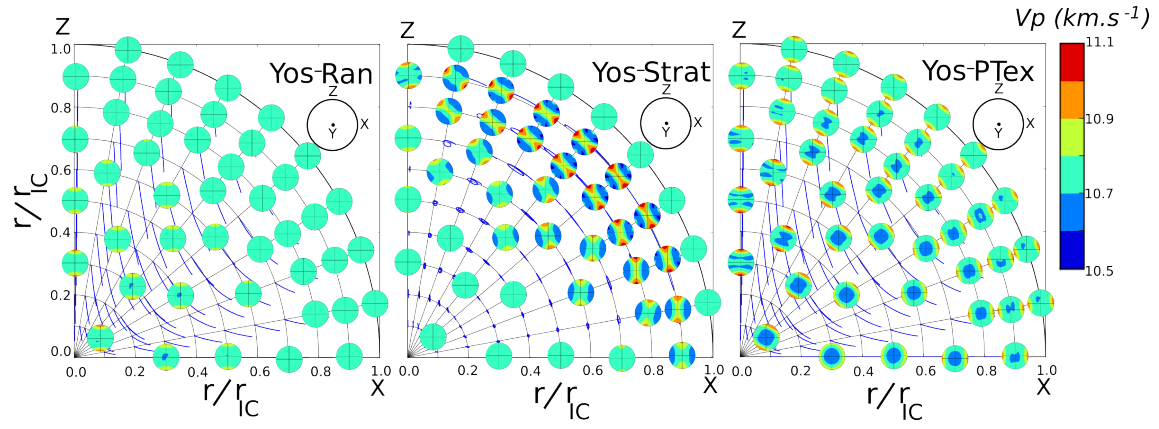 Vp (km.s⁻¹)
Z
Z
Z
1.0
0.8
0.6
0.4
0.2
0.0
r/r_IC
Yos-Ran
Z
X
Y
Yos-Strat
Z
X
Y
Yos-PTex
Z
X
Y
11.1
10.9
10.7
10.5
0.0 0.2 0.4 0.6 0.8 1.0
0.0 0.2 0.4 0.6 0.8 1.0
0.0 0.2 0.4 0.6 0.8 1.0
r/r_IC X
r/r_IC X
r/r_IC X